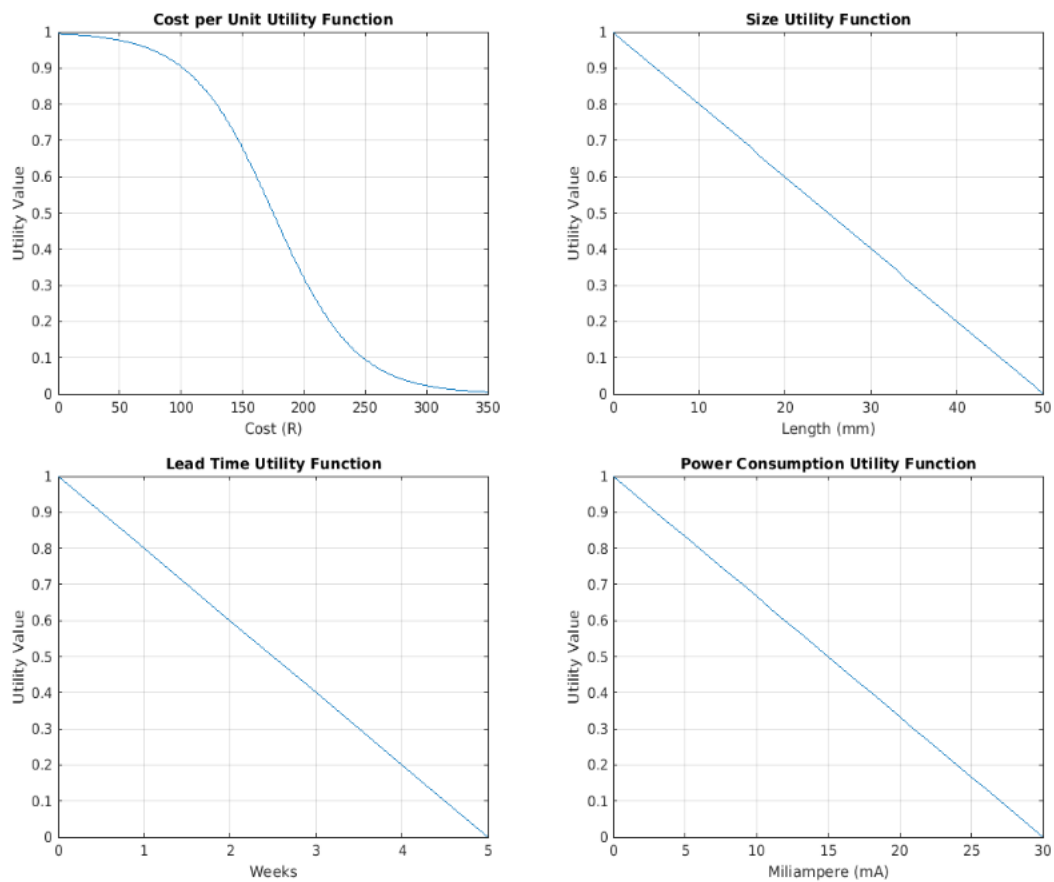 Cost per Unit Utility Function
1
0.9
0.8
0.7
0.6
0.5
0.4
0.3
0.2
0.1
0
Utility Value
0 50 100 150 200 250 300 350
Cost (R)
Size Utility Function
1
0.9
0.8
0.7
0.6
0.5
0.4
0.3
0.2
0.1
0
Utility Value
0 10 20 30 40 50
Length (mm)
Lead Time Utility Function
1
0.9
0.8
0.7
0.6
0.5
0.4
0.3
0.2
0.1
0
Utility Value
0 1 2 3 4 5
Weeks
Power Consumption Utility Function
1
0.9
0.8
0.7
0.6
0.5
0.4
0.3
0.2
0.1
0
Utility Value
0 5 10 15 20 25 30
Miliampere (mA)